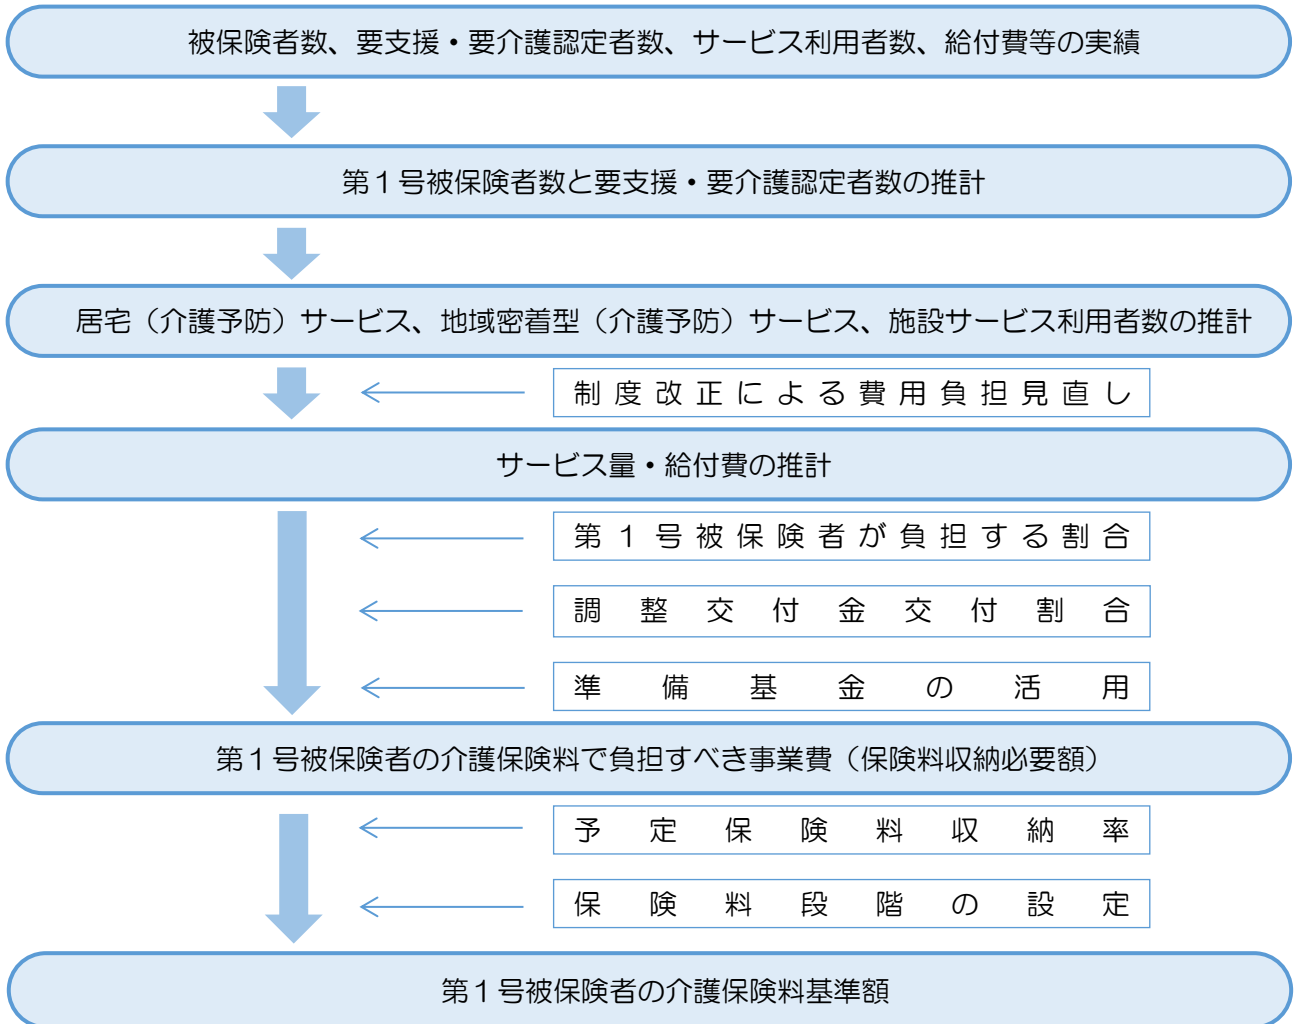 被保険者数、要支援・要介護認定者数、サービス利用者数、給付費等の実績
第１号被保険者数と要支援・要介護認定者数の推計
居宅（介護予防）サービス、地域密着型（介護予防）サービス、施設サービス利用者数の推計
制度改正による費用負担見直し
サービス量・給付費の推計
第１号被保険者が負担する割合
調整交付金交付割合
準備基金の活用
第１号被保険者の介護保険料で負担すべき事業費（保険料収納必要額）
予定保険料収納率
保険料段階の設定
第１号被保険者の介護保険料基準額